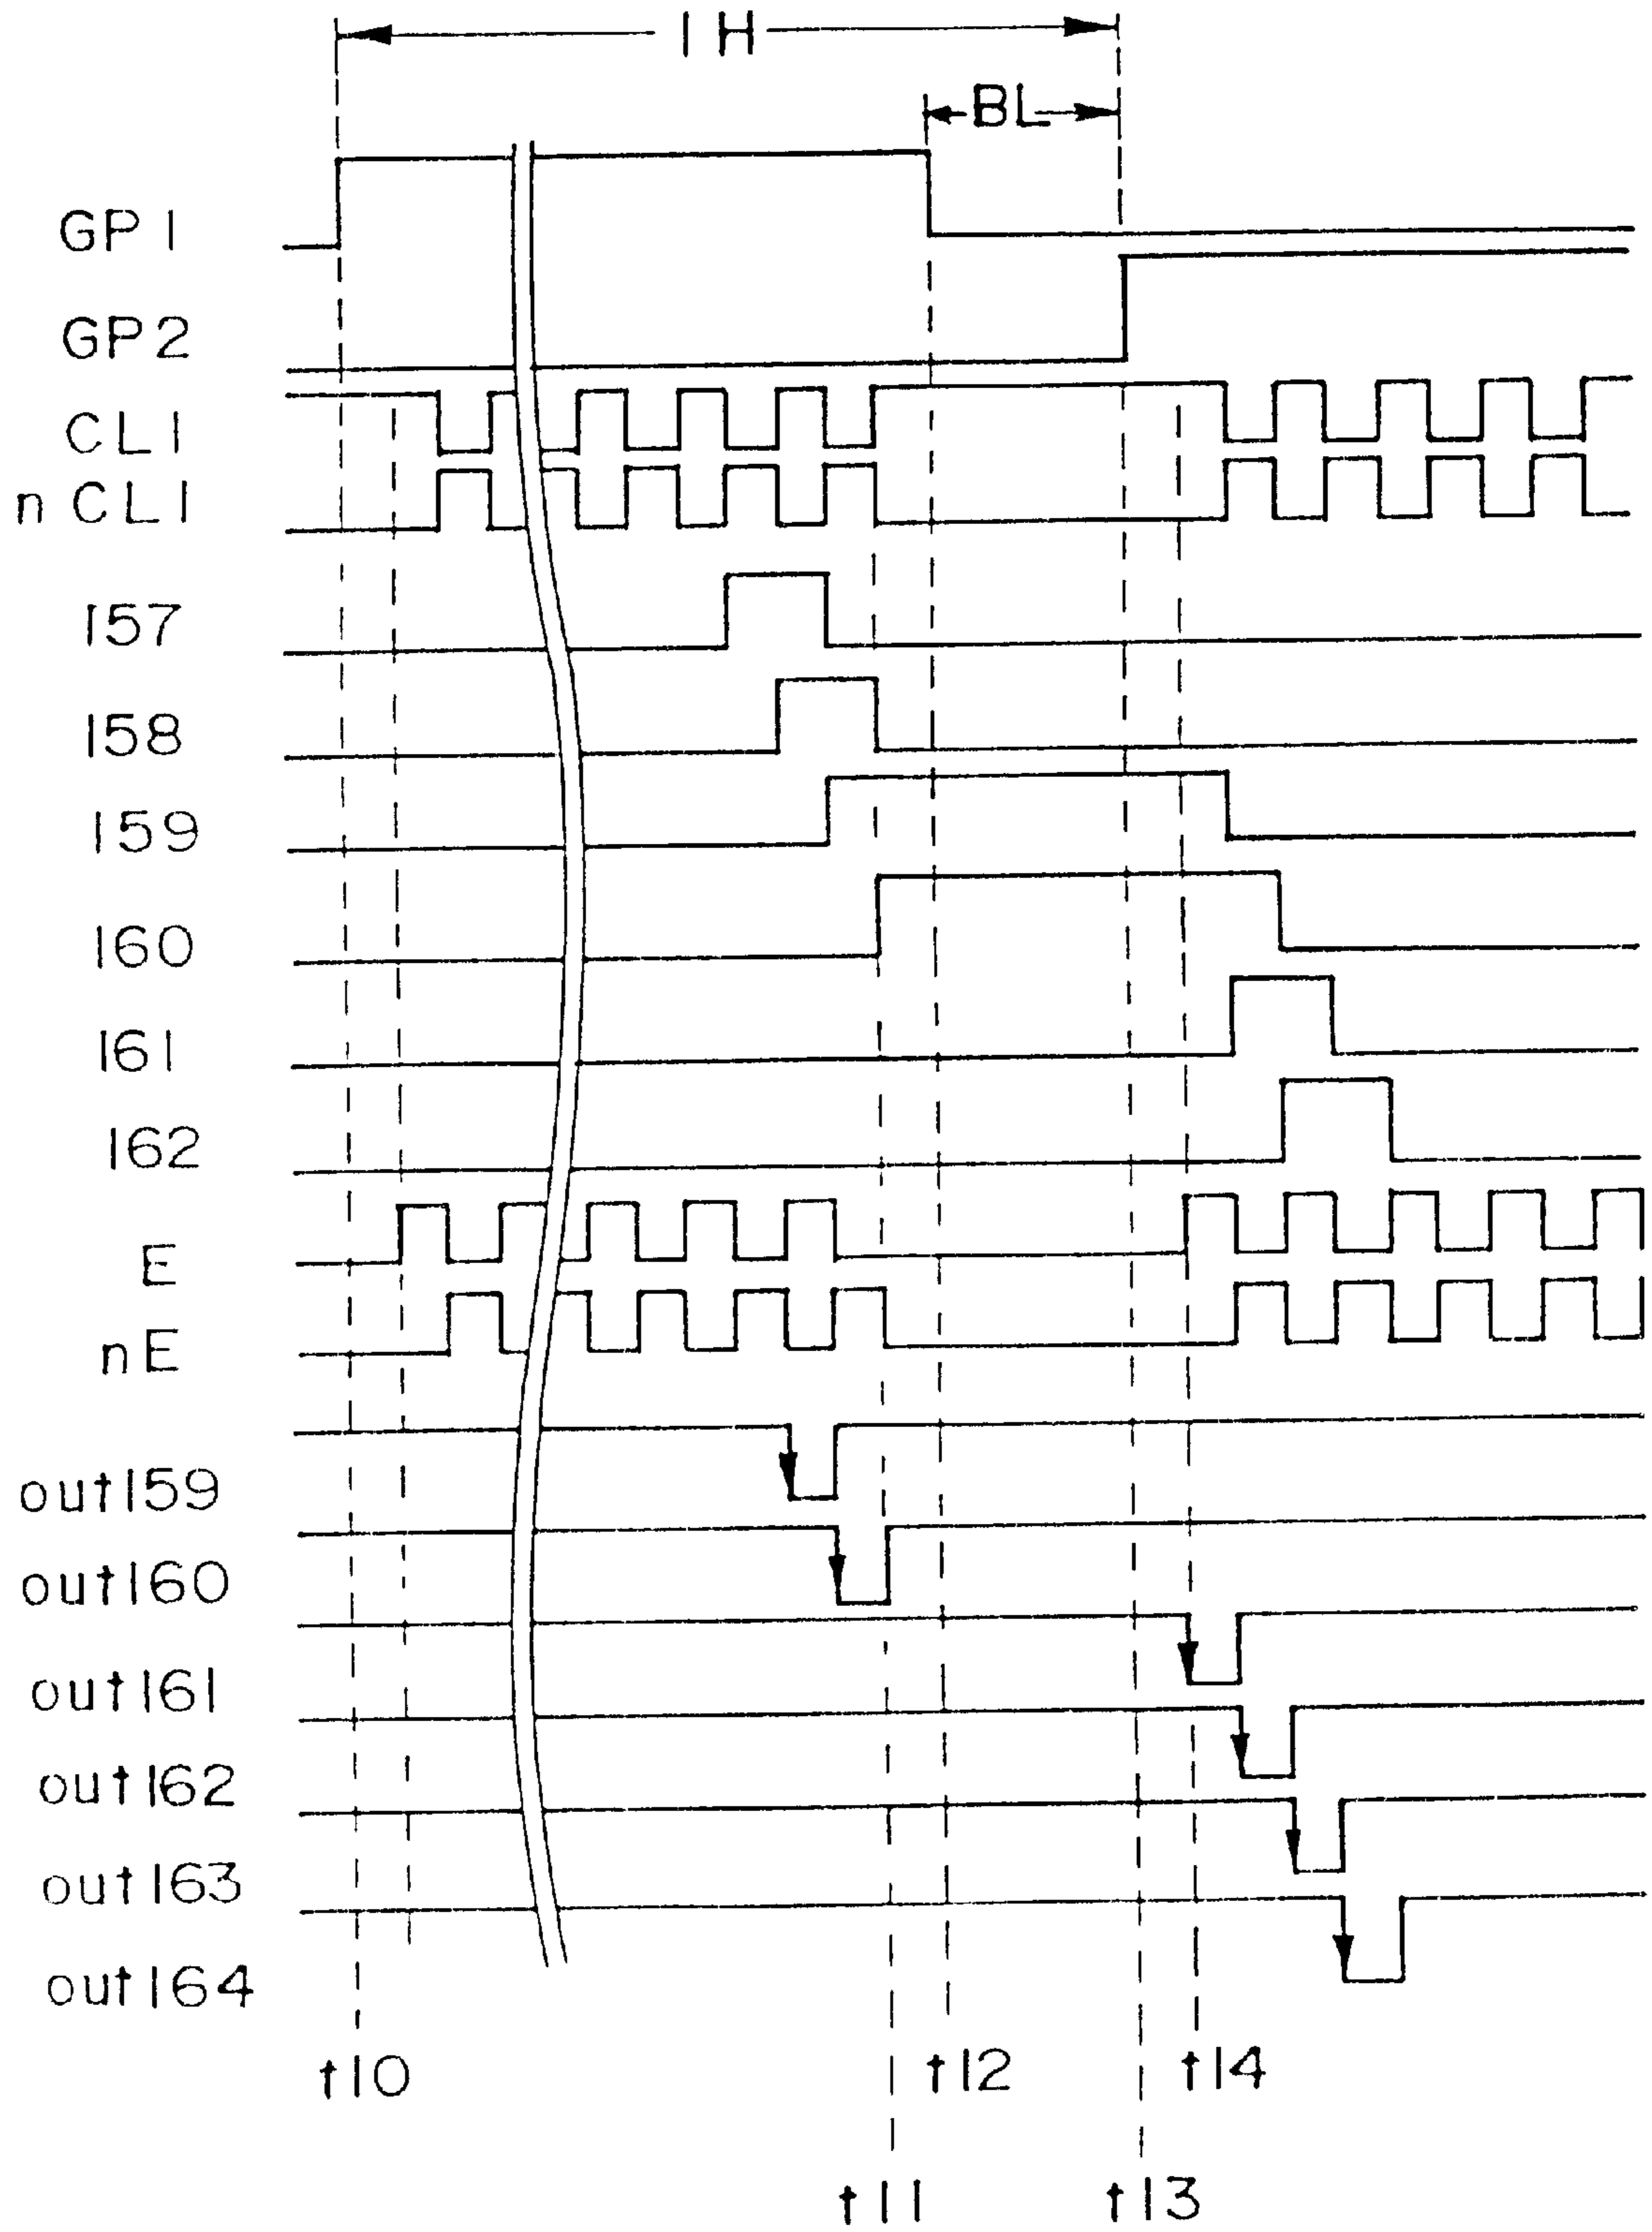 1H
BL
GP1
GP2
CL1
nCL1
157
158
159
160
161
162
E
nE
out159
out160
out161
out162
out163
out164
t10
t12
t14
t11
t13